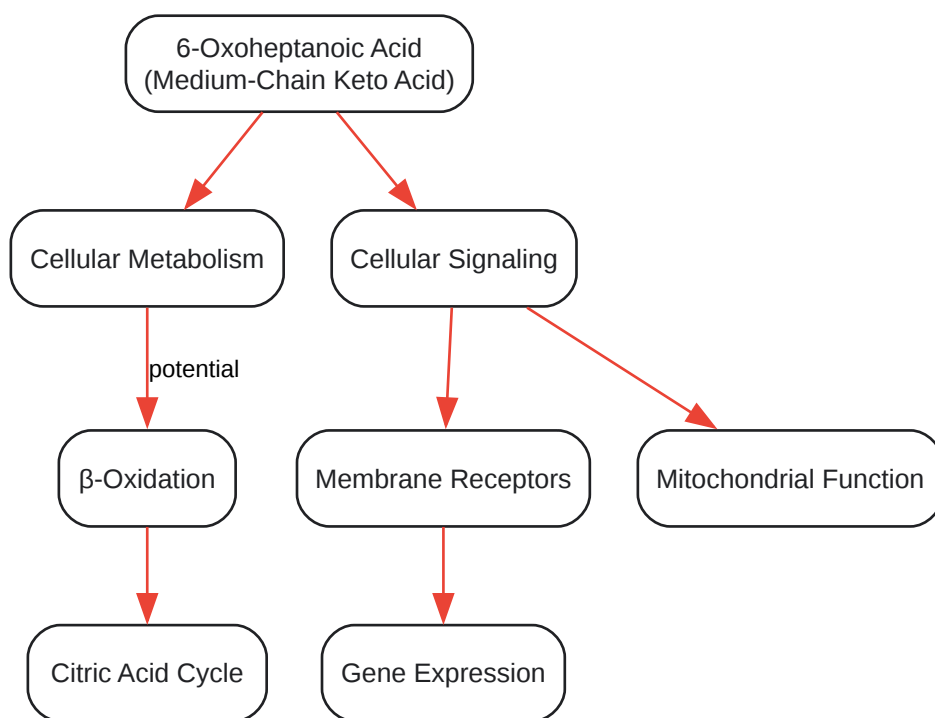 6-Oxoheptanoic Acid
(Medium-Chain Keto Acid)
Cellular Metabolism
Cellular Signaling
potential
β-Oxidation
Membrane Receptors
Mitochondrial Function
Citric Acid Cycle
Gene Expression